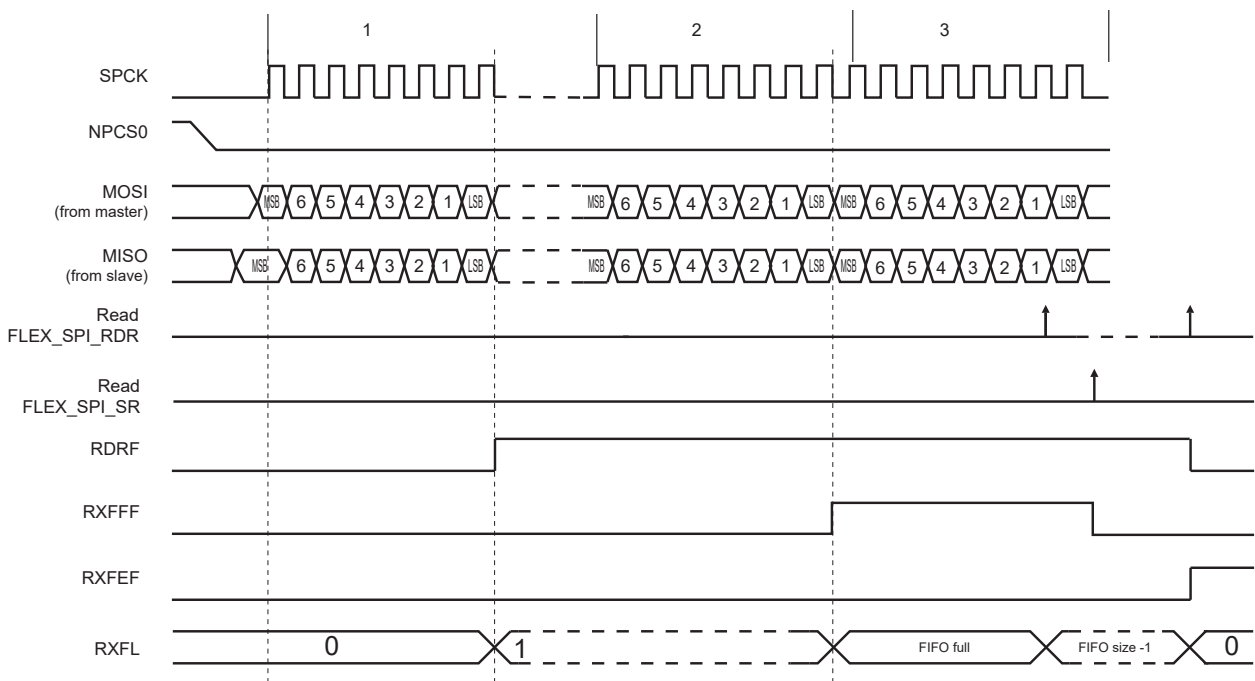 1 2 3
SPCK
NPCS0
MOSI MSB 6 5 4 3 2 1 LSB MSB 6 5 4 3 2 1 LSB MSB 6 5 4 3 2 1 LSB
(from master)
MISO MSB 6 5 4 3 2 1 LSB MSB 6 5 4 3 2 1 LSB MSB 6 5 4 3 2 1 LSB
(from slave)
Read
FLEX_SPI_RDR
Read
FLEX_SPI_SR
RDRF
RXFFF
RXFEF
RXFL 0 1 FIFO full FIFO size -1 0